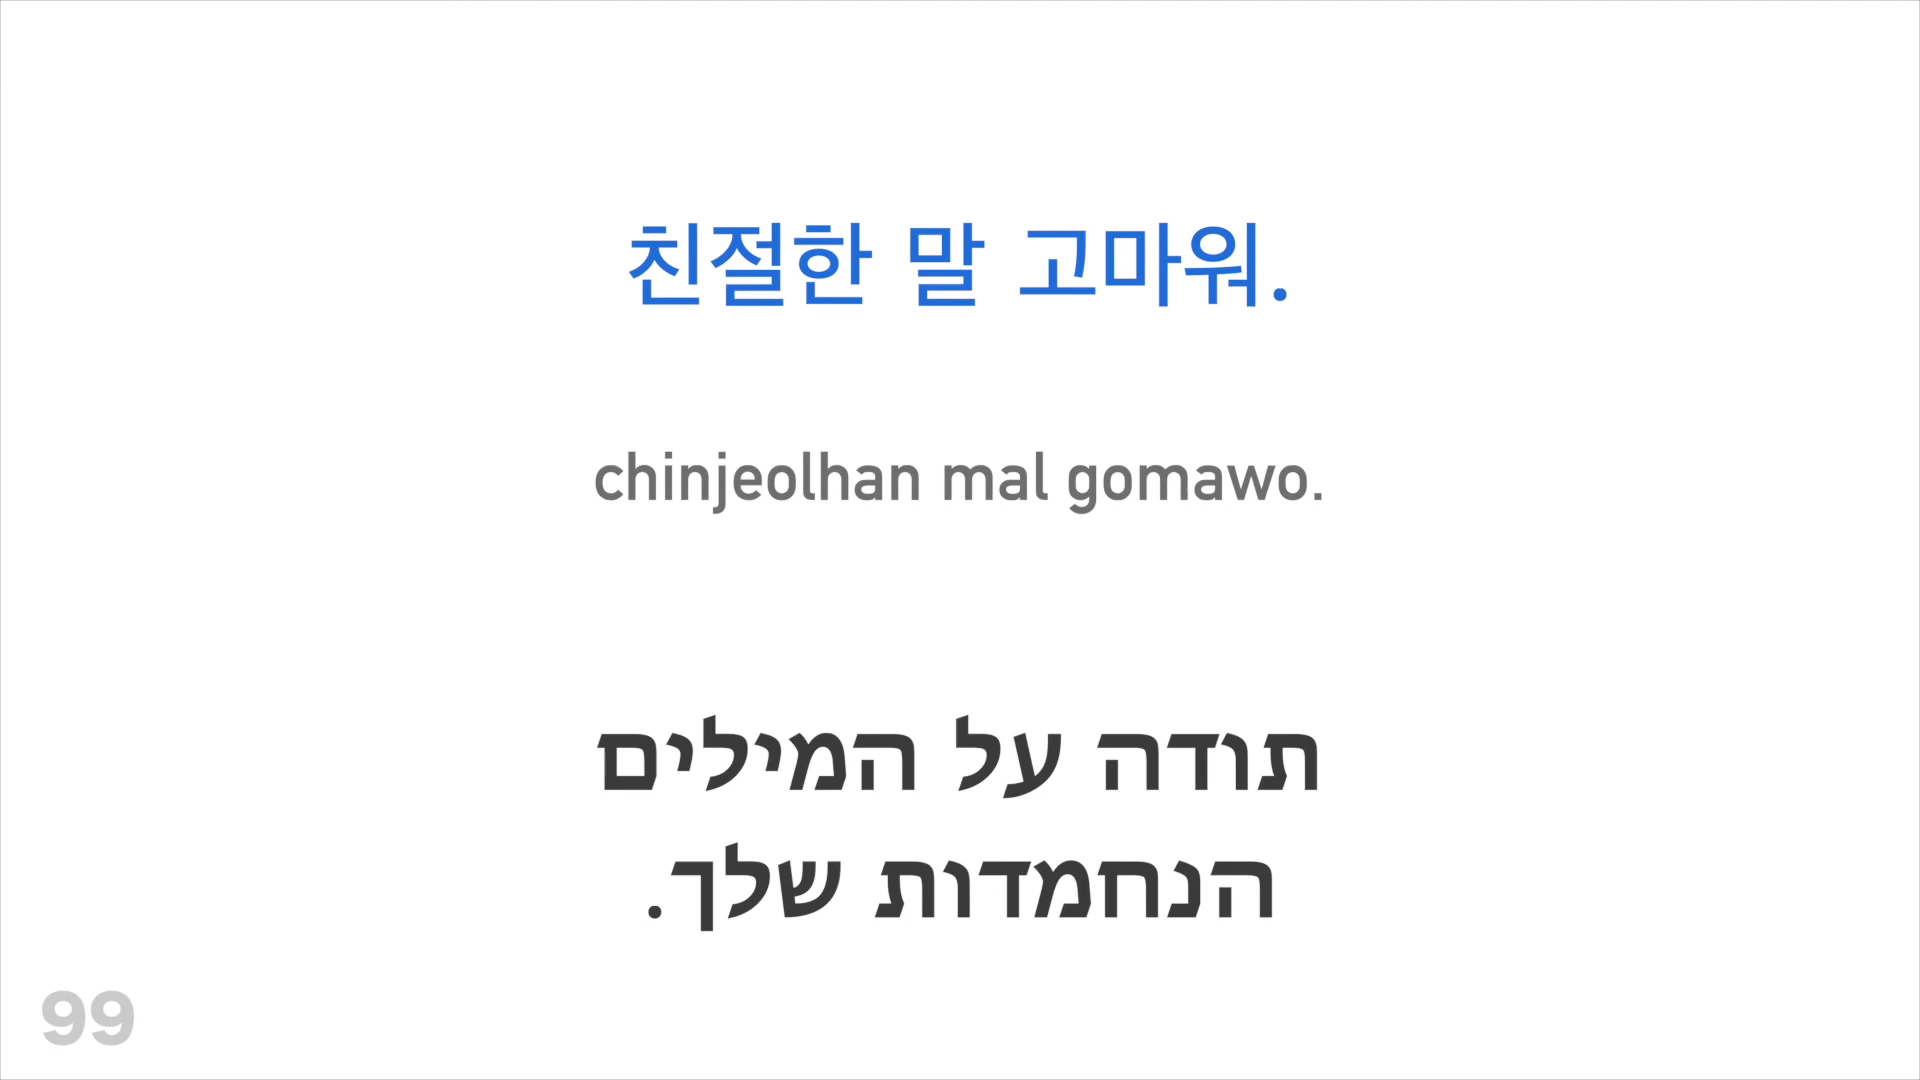 친절한 말 고마워.
chinjeolhan mal gomawo.
תודה על המילים
הנחמדות שלך.
99